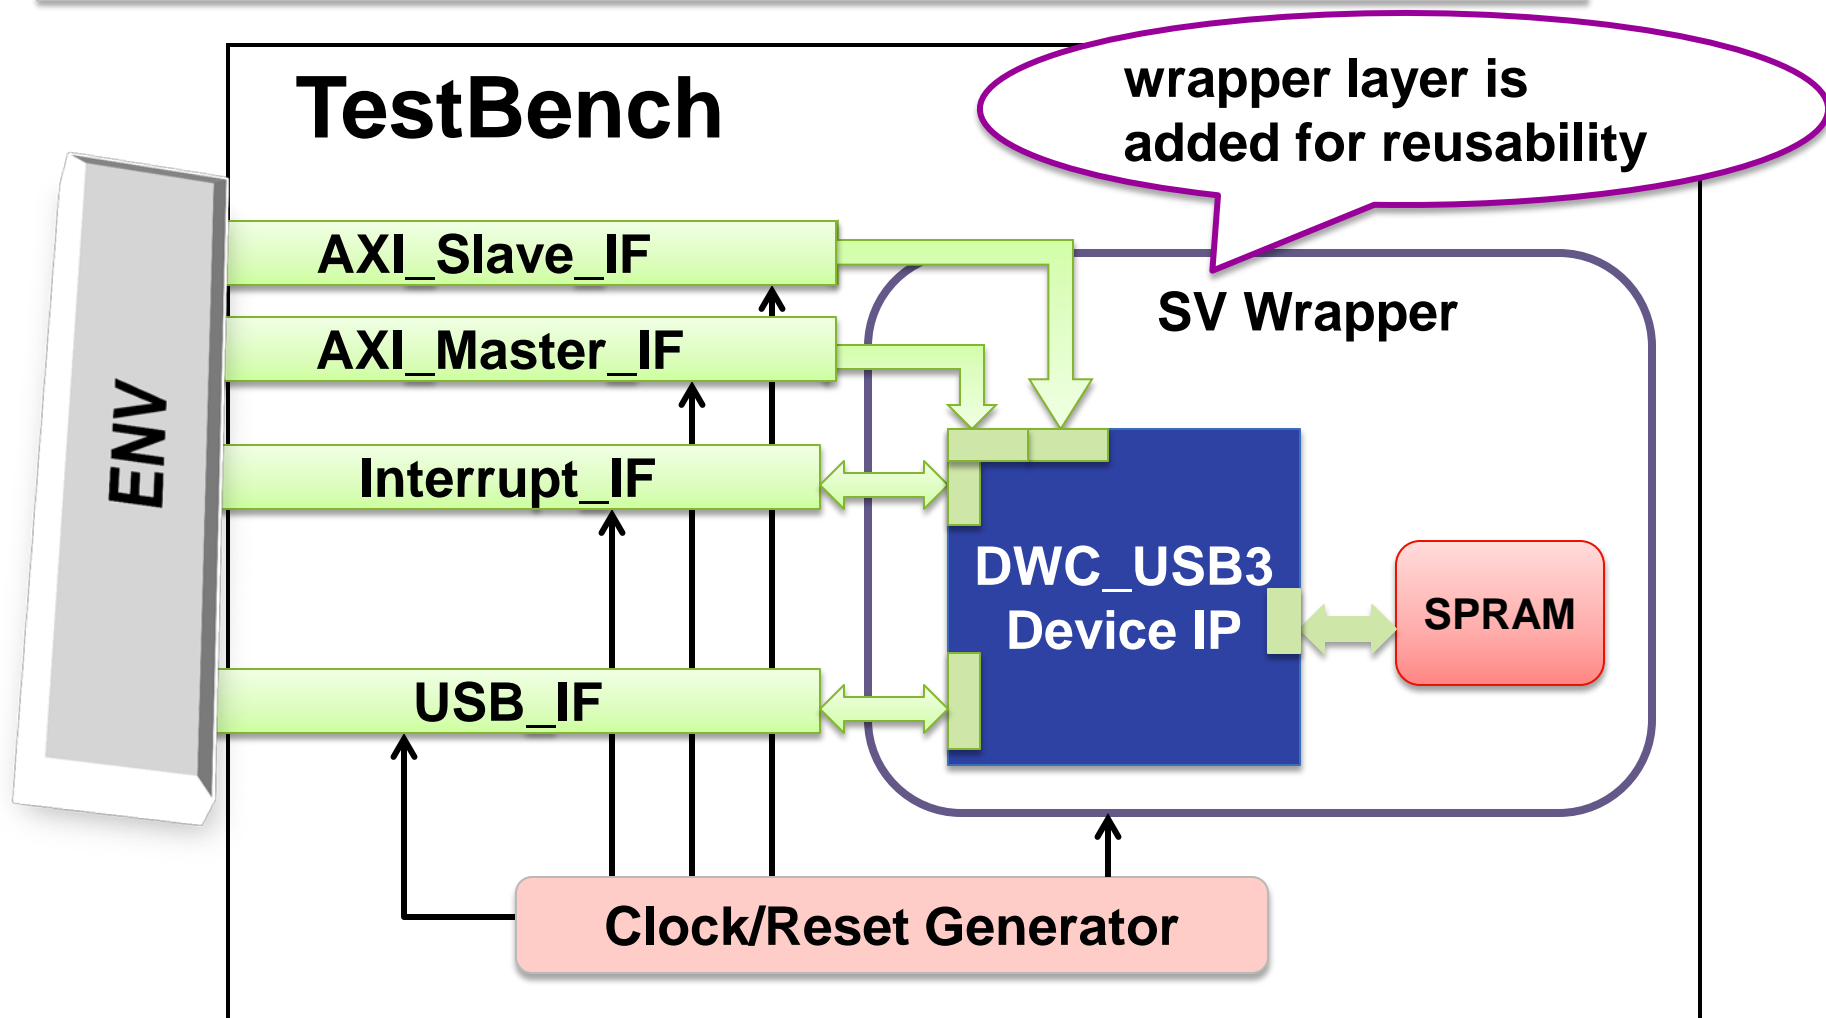 TestBench
wrapper layer is
added for reusability
AXI_Slave_IF
SV Wrapper
AXI_Master_IF
ENV
Interrupt_IF
DWC_USB3
Device IP
SPRAM
USB_IF
Clock/Reset Generator